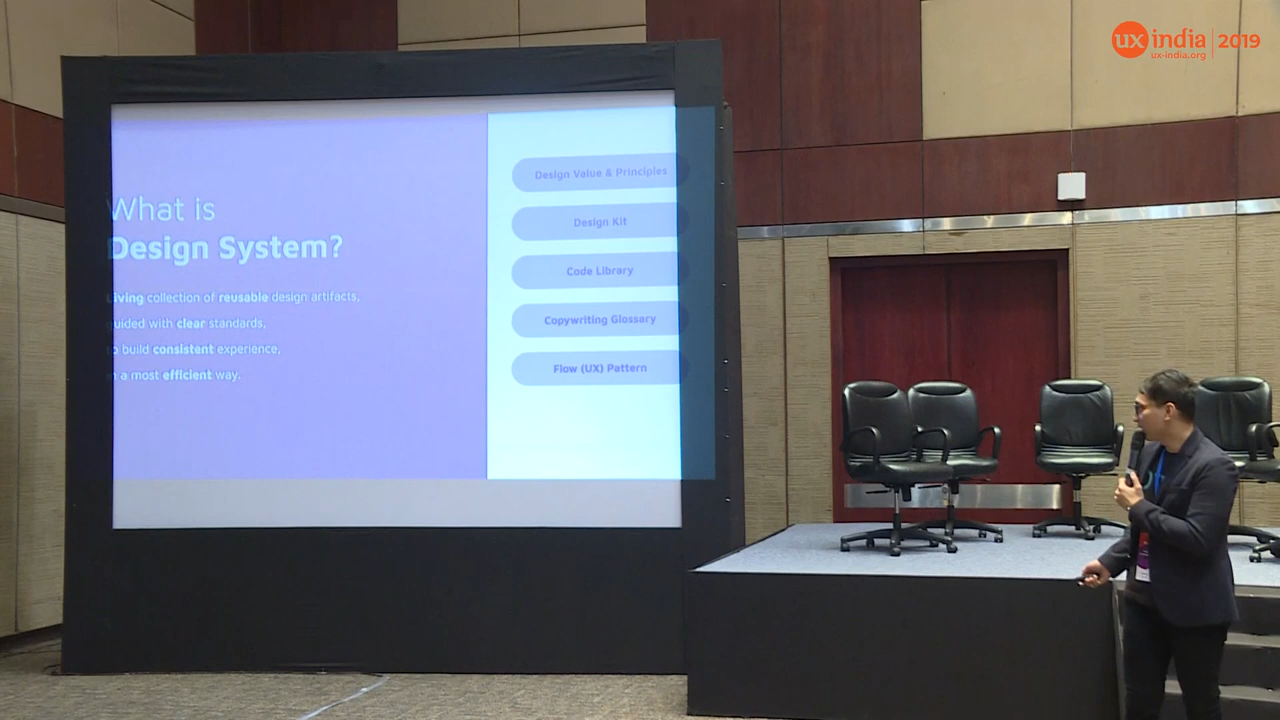 ux india 2019
ux-india.org
What is
Design System?
Living collection of reusable design artifacts,
guided with clear standards,
to build consistent experience,
in a most efficient way.
Design Value & Principles
Design Kit
Code Library
Copywriting Glossary
Flow (UX) Pattern